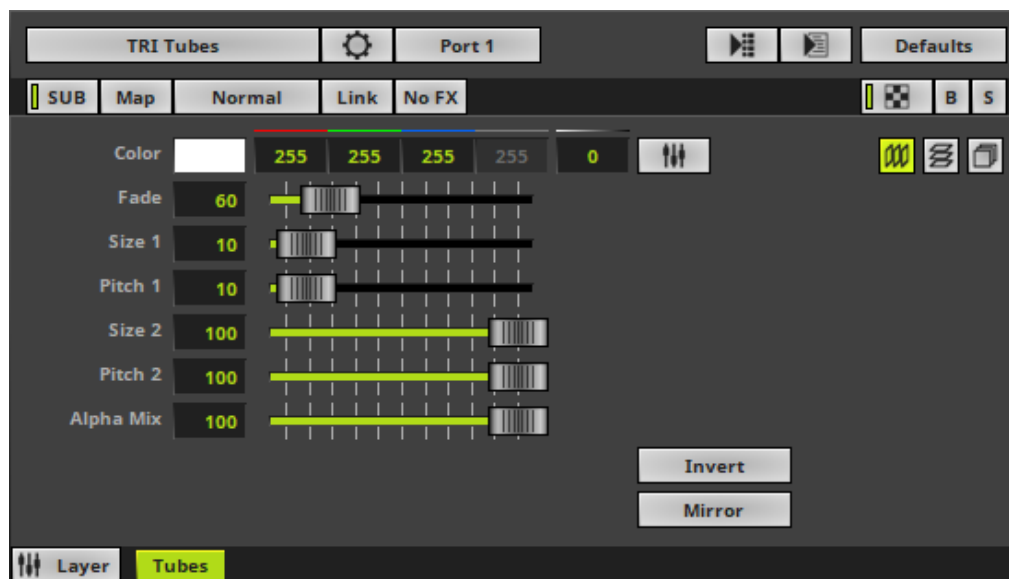 TRI Tubes Port 1 Defaults
SUB Map Normal Link No FX B S
Color 255 255 255 255 0
Fade 60
Size 1 10
Pitch 1 10
Size 2 100
Pitch 2 100
Alpha Mix 100
Invert
Mirror
Layer Tubes